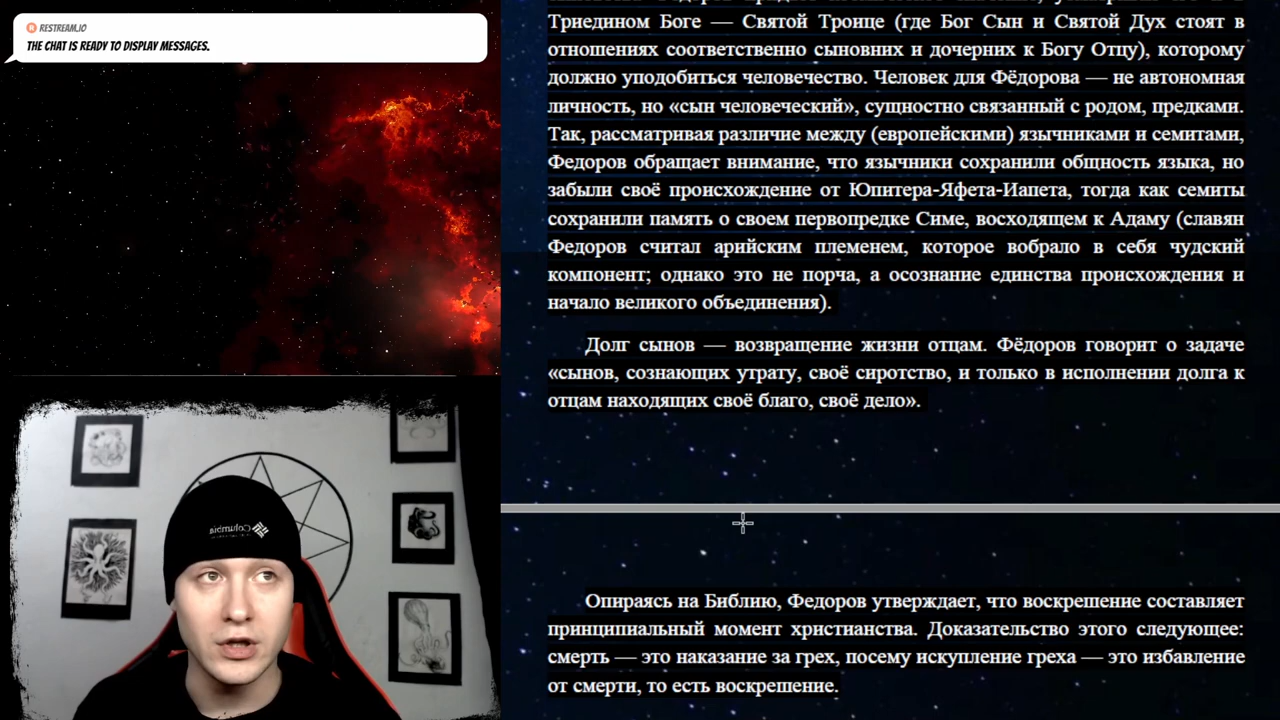 RESTREAM.IO
THE CHAT IS READY TO DISPLAY MESSAGES.
Триедином Боге — Святой Троице (где Бог Сын и Святой Дух стоят в
отношениях соответственно сыновних и дочерних к Богу Отцу), которому
должно уподобиться человечество. Человек для Фёдорова — не автономная
личность, но «сын человеческий», сущностно связанный с родом, предками.
Так, рассматривая различие между (европейскими) язычниками и семитами,
Федоров обращает внимание, что язычники сохранили общность языка, но
забыли своё происхождение от Юпитера-Яфета-Иапета, тогда как семиты
сохранили память о своем первопредке Симе, восходящем к Адаму (славян
Федоров считал арийским племенем, которое вобрало в себя чудский
компонент; однако это не порча, а осознание единства происхождения и
начало великого объединения).
Долг сынов — возвращение жизни отцам. Фёдоров говорит о задаче
«сынов, сознающих утрату, своё сиротство, и только в исполнении долга к
отцам находящих своё благо, своё дело».
Columbia
Опираясь на Библию, Федоров утверждает, что воскрешение составляет
принципиальный момент христианства. Доказательство этого следующее:
смерть — это наказание за грех, посему искупление греха — это избавление
от смерти, то есть воскрешение.